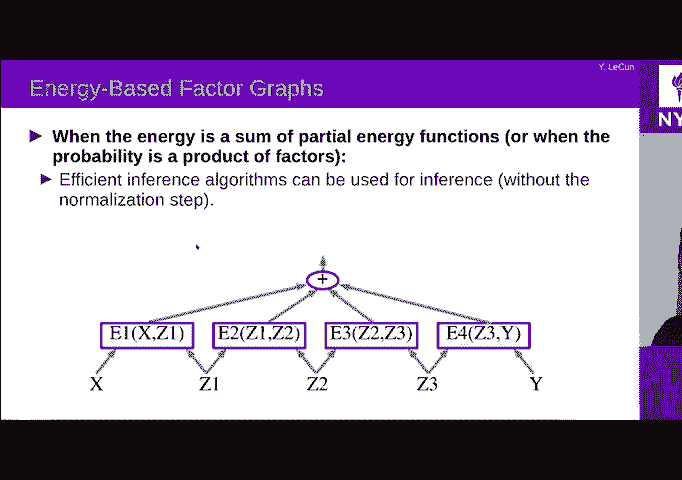 Y. LeCun
Energy-Based Factor Graphs
When the energy is a sum of partial energy functions (or when the
probability is a product of factors):
Efficient inference algorithms can be used for inference (without the
normalization step).
+
E1(X,Z1) E2(Z1,Z2) E3(Z2,Z3) E4(Z3,Y)
X Z1 Z2 Z3 Y
NY